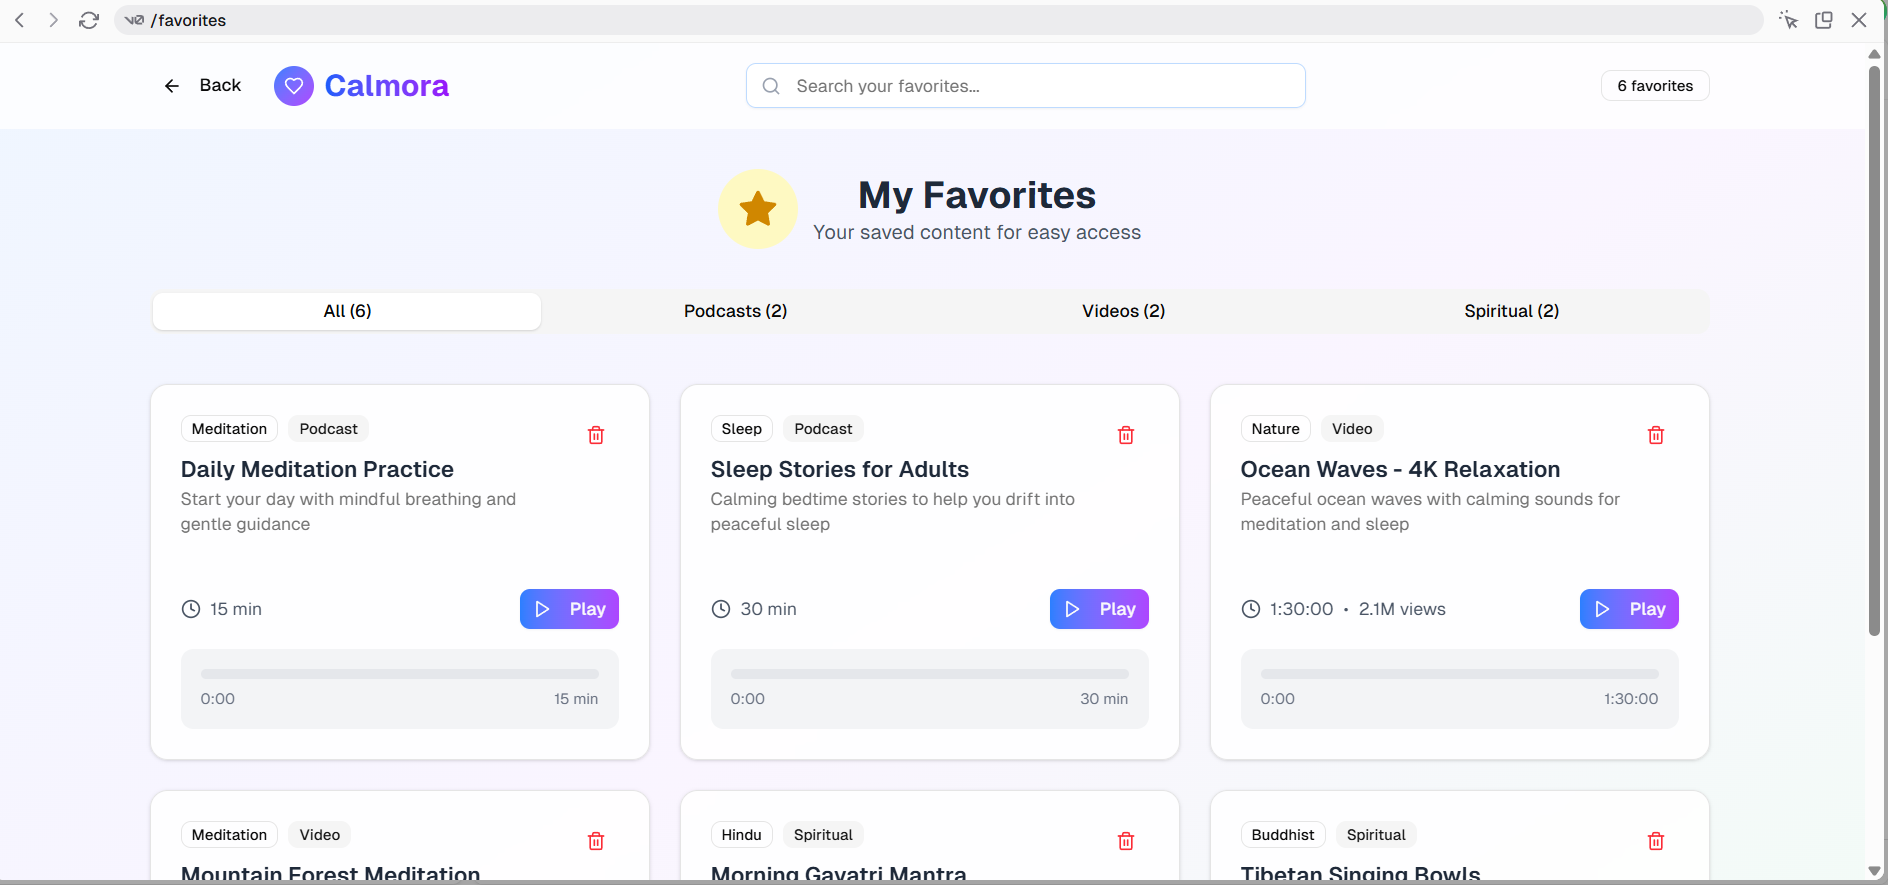 /favorites
Back
Calmora
Search your favorites...
6 favorites
My Favorites
Your saved content for easy access
All (6)
Podcasts (2)
Videos (2)
Spiritual (2)
Meditation
Podcast
Daily Meditation Practice
Start your day with mindful breathing and
gentle guidance
15 min
Play
0:00
15 min
Sleep
Podcast
Sleep Stories for Adults
Calming bedtime stories to help you drift into
peaceful sleep
30 min
Play
0:00
30 min
Nature
Video
Ocean Waves - 4K Relaxation
Peaceful ocean waves with calming sounds for
meditation and sleep
1:30:00 • 2.1M views
Play
0:00
1:30:00
Meditation
Video
Mountain Forest Meditation
Hindu
Spiritual
Morning Gayatri Mantra
Buddhist
Spiritual
Tibetan Singing Bowls